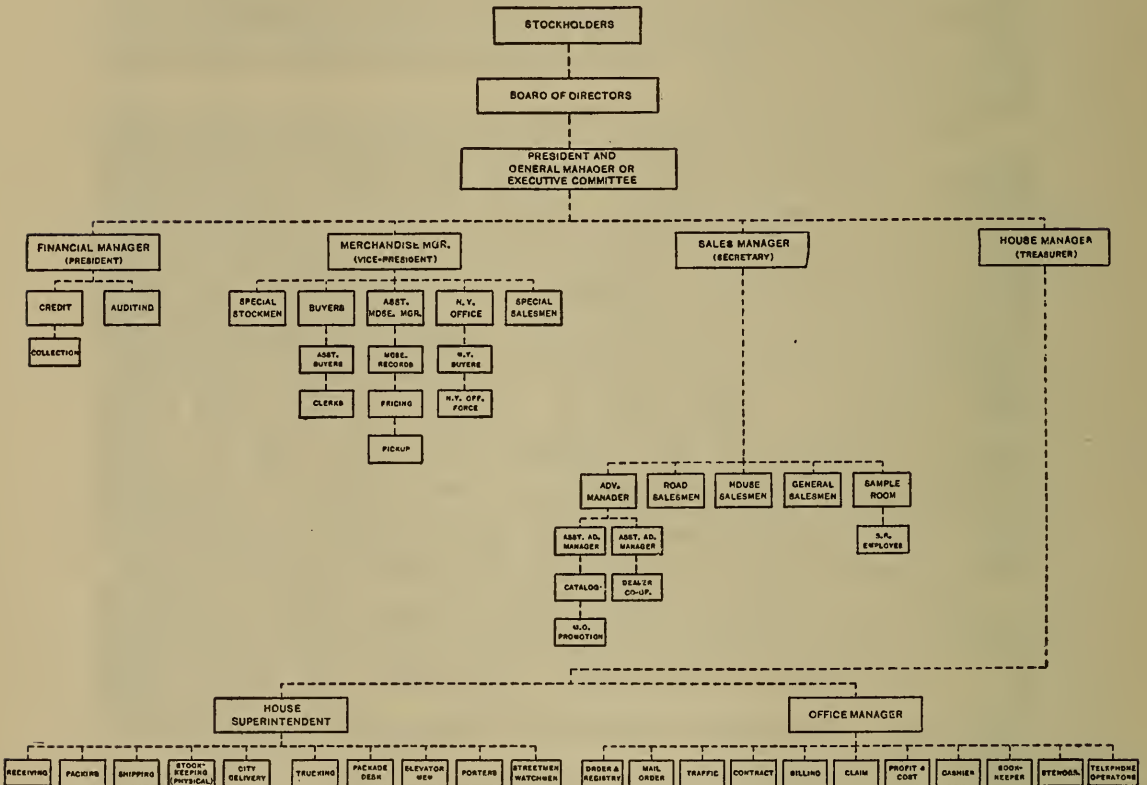 STOCKHOLDERS
BOARD OF DIRECTORS
PRESIDENT AND
GENERAL MANAGER OR
EXECUTIVE COMMITTEE
FINANCIAL MANAGER
(PRESIDENT)
MERCHANDISE MGR.
(VICE-PRESIDENT)
SALES MANAGER
(SECRETARY)
HOUSE MANAGER
(TREASURER)
CREDIT
AUDITING
SPECIAL
STOCKMEN
BUYERS
ASST.
MDSE. MGR.
N.Y.
OFFICE
SPECIAL
SALESMEN
COLLECTION
ASST.
BUYERS
MDSE.
RECORDS
N.Y.
BUYERS
CLERKS
PRICING
N.Y. OFF.
FORCE
PICKUP
ADV.
MANAGER
ROAD
SALESMEN
HOUSE
SALESMEN
GENERAL
SALESMEN
SAMPLE
ROOM
ASST. AD.
MANAGER
ASST. AD.
MANAGER
S.R.
EMPLOYES
CATALOG
DEALER
CO-OP.
M.O.
PROMOTION
HOUSE
SUPERINTENDENT
OFFICE MANAGER
RECEIVING
PACKING
SHIPPING
STOCK-
KEEPING
(PHYSICAL)
CITY
DELIVERY
TRUCKING
PACKAGE
DESK
ELEVATOR
MEN
PORTERS
STREETMEN
WATCHMEN
ORDER &
REGISTRY
MAIL
ORDER
TRAFFIC
CONTRACT
BILLING
CLAIM
PROFIT &
COST
CASHIER
BOOK-
KEEPER
STENOGS.
TELEPHONE
OPERATORS